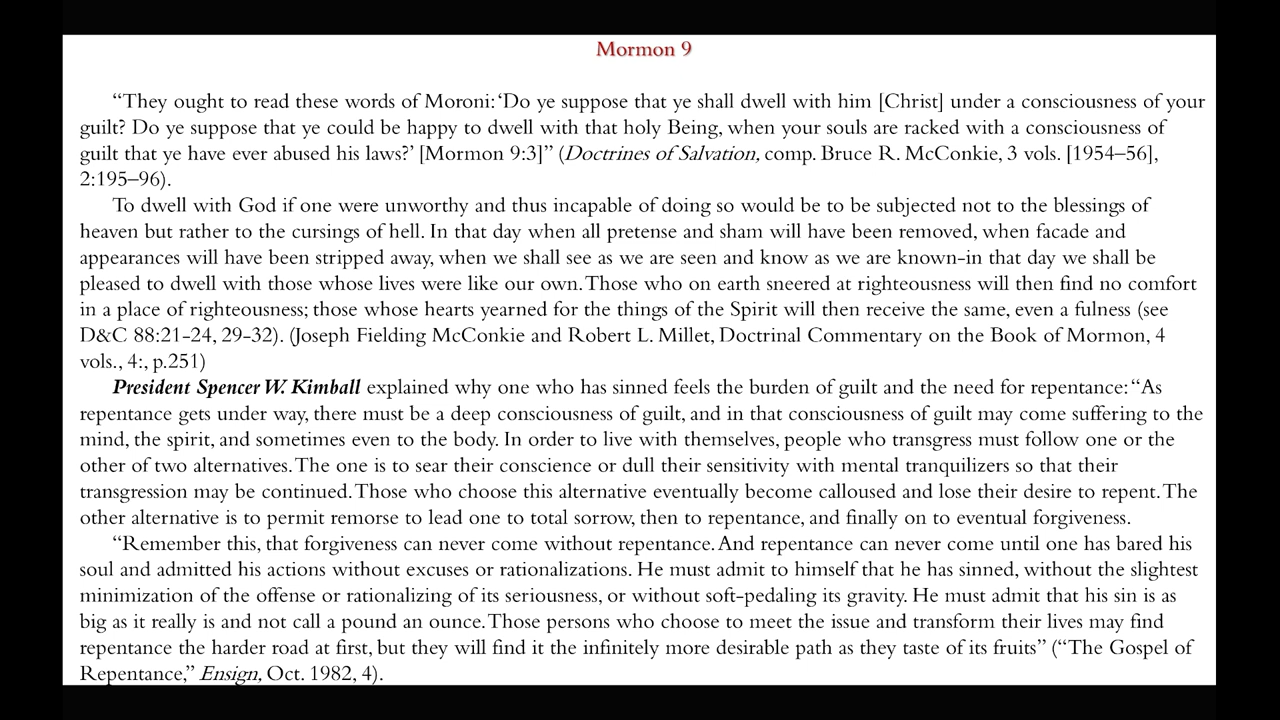 Mormon 9
“They ought to read these words of Moroni: ‘Do ye suppose that ye shall dwell with him [Christ] under a consciousness of your
guilt? Do ye suppose that ye could be happy to dwell with that holy Being, when your souls are racked with a consciousness of
guilt that ye have ever abused his laws?’ [Mormon 9:3]” (Doctrines of Salvation, comp. Bruce R. McConkie, 3 vols. [1954–56],
2:195–96).
To dwell with God if one were unworthy and thus incapable of doing so would be to be subjected not to the blessings of
heaven but rather to the cursings of hell. In that day when all pretense and sham will have been removed, when facade and
appearances will have been stripped away, when we shall see as we are seen and know as we are known-in that day we shall be
pleased to dwell with those whose lives were like our own. Those who on earth sneered at righteousness will then find no comfort
in a place of righteousness; those whose hearts yearned for the things of the Spirit will then receive the same, even a fulness (see
D&C 88:21-24, 29-32). (Joseph Fielding McConkie and Robert L. Millet, Doctrinal Commentary on the Book of Mormon, 4
vols., 4:, p.251)
President Spencer W. Kimball explained why one who has sinned feels the burden of guilt and the need for repentance: “As
repentance gets under way, there must be a deep consciousness of guilt, and in that consciousness of guilt may come suffering to the
mind, the spirit, and sometimes even to the body. In order to live with themselves, people who transgress must follow one or the
other of two alternatives. The one is to sear their conscience or dull their sensitivity with mental tranquilizers so that their
transgression may be continued. Those who choose this alternative eventually become calloused and lose their desire to repent. The
other alternative is to permit remorse to lead one to total sorrow, then to repentance, and finally on to eventual forgiveness.
“Remember this, that forgiveness can never come without repentance. And repentance can never come until one has bared his
soul and admitted his actions without excuses or rationalizations. He must admit to himself that he has sinned, without the slightest
minimization of the offense or rationalizing of its seriousness, or without soft-pedaling its gravity. He must admit that his sin is as
big as it really is and not call a pound an ounce. Those persons who choose to meet the issue and transform their lives may find
repentance the harder road at first, but they will find it the infinitely more desirable path as they taste of its fruits” (“The Gospel of
Repentance,” Ensign, Oct. 1982, 4).